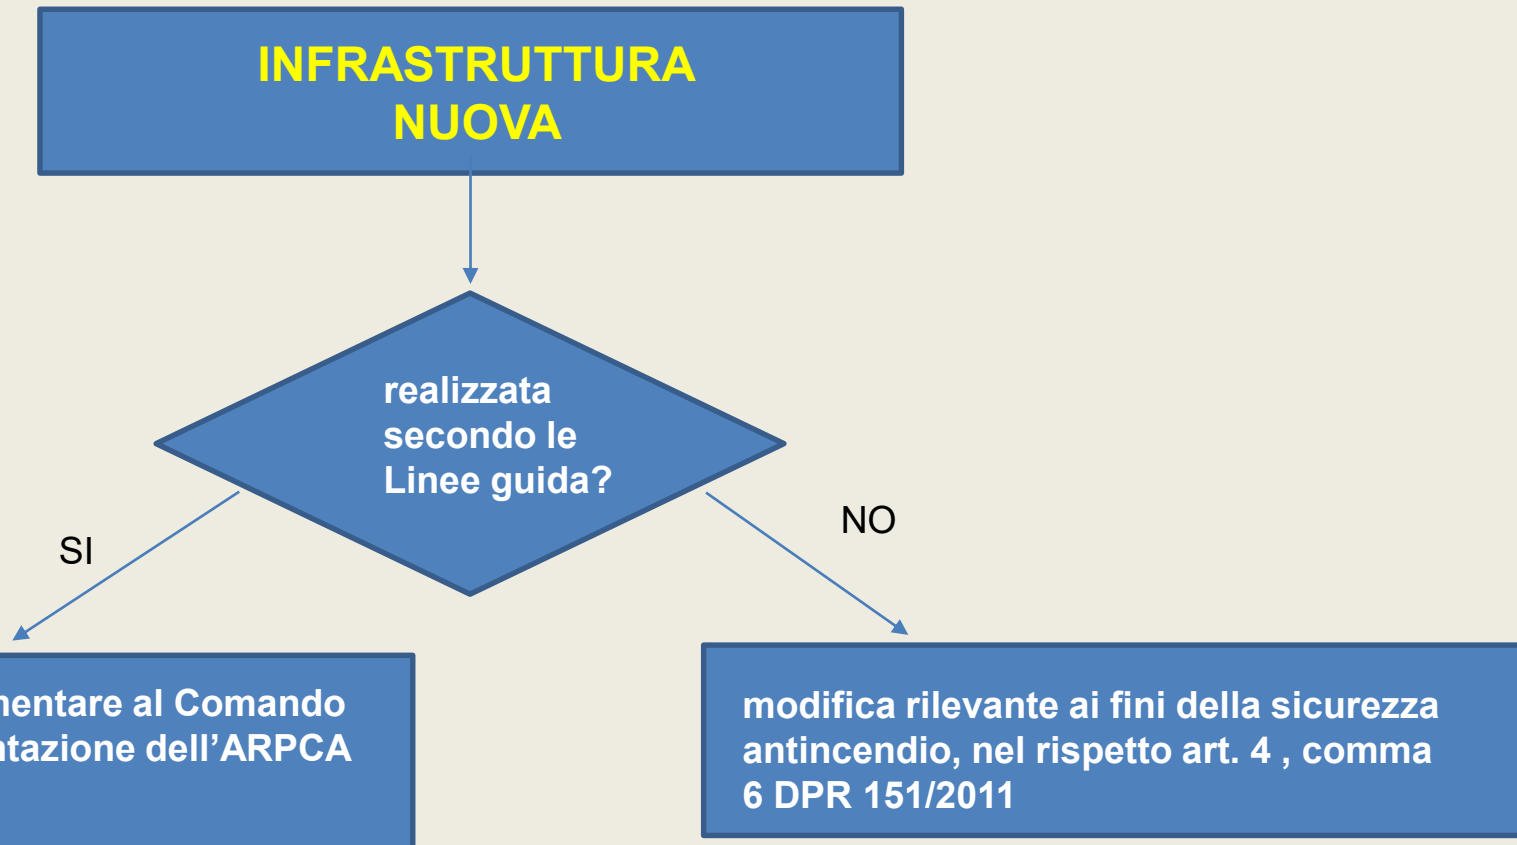 INFRASTRUTTURA
NUOVA
realizzata
secondo le
Linee guida?
SI
NO
al Comando
dell’ARPCA
modifica rilevante ai fini della sicurezza
antincendio, nel rispetto art. 4 , comma
6 DPR 151/2011